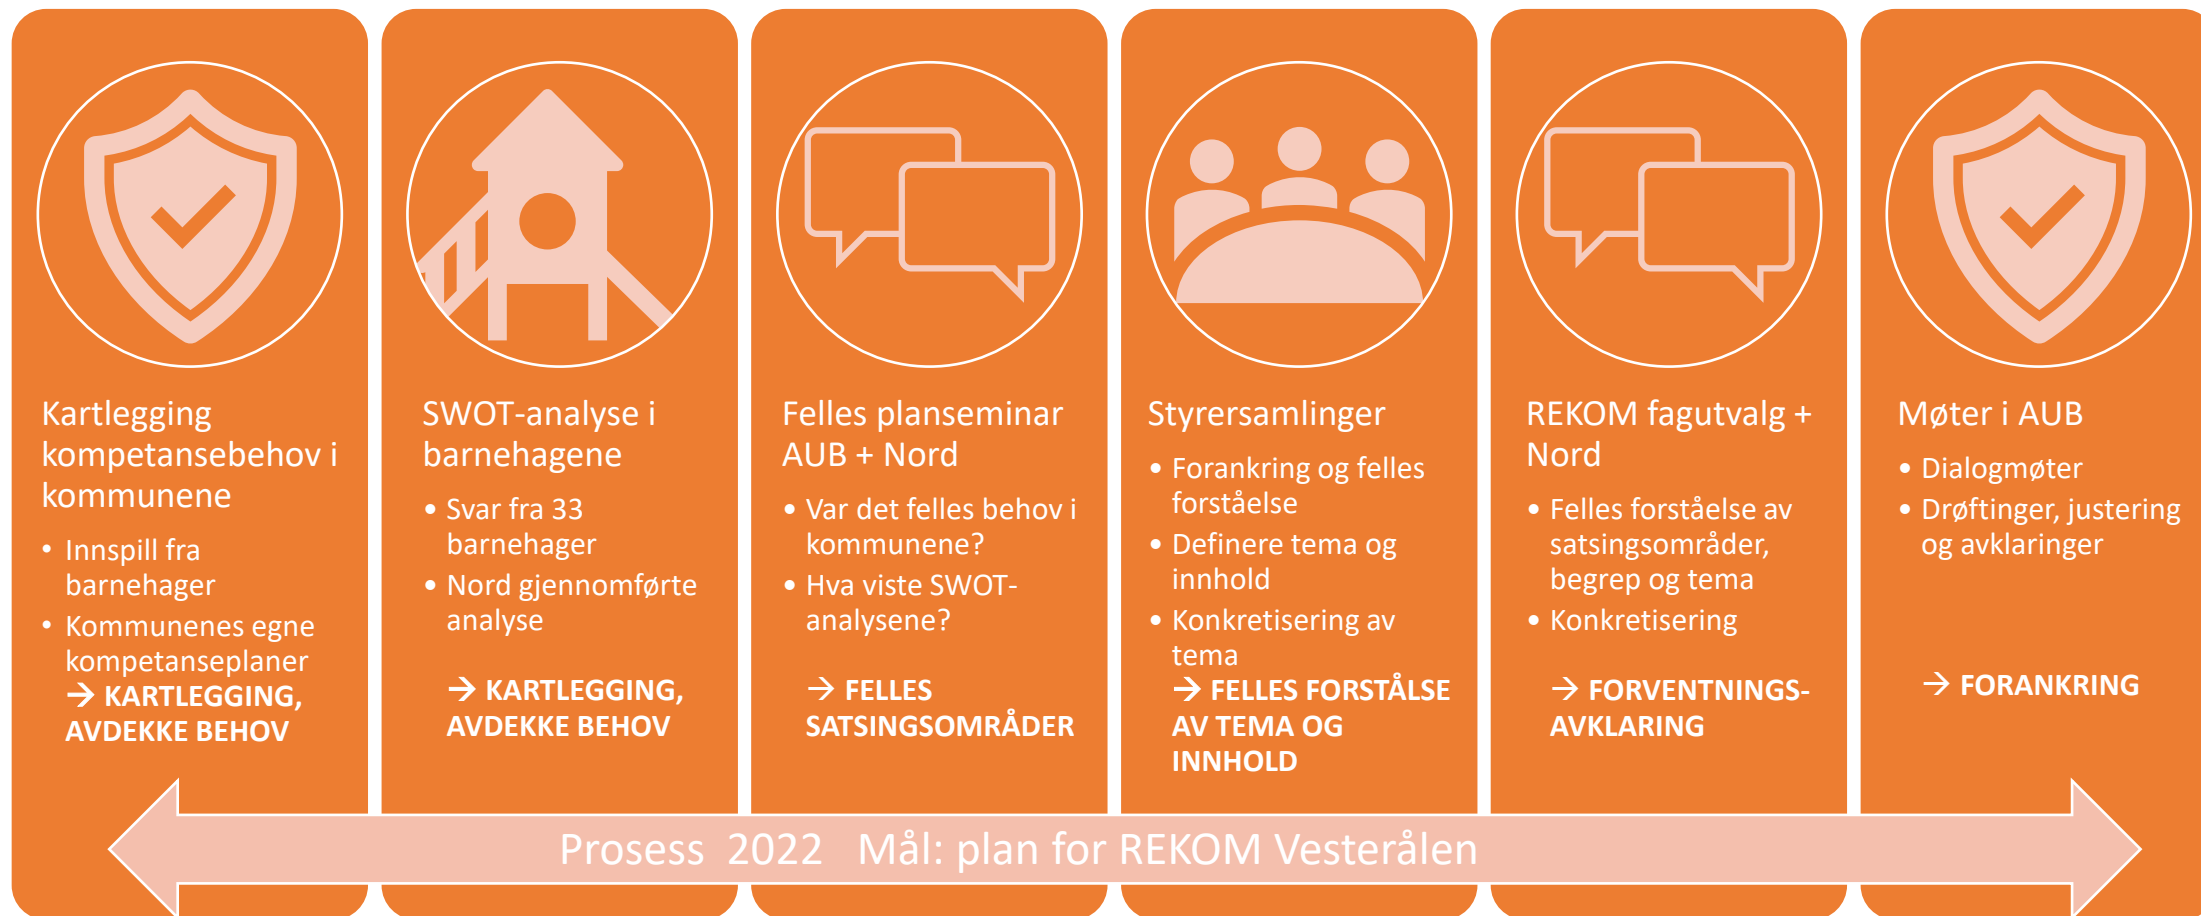 Kartlegging
kompetansebehov i
kommunene
• Innspill fra
barnehager
• Kommunenes egne
kompetanseplaner
→ KARTLEGGING,
AVDEKKE BEHOV
SWOT-analyse i
barnehagene
• Svar fra 33
barnehager
• Nord gjennomførte
analyse
→ KARTLEGGING,
AVDEKKE BEHOV
Felles planseminar
AUB + Nord
• Var det felles behov i
kommunene?
• Hva viste SWOT-
analysene?
→ FELLES
SATSINGSOMRÅDER
Styrersamlinger
• Forankring og felles
forståelse
• Definere tema og
innhold
• Konkretisering av
tema
→ FELLES FORSTÅLSE
AV TEMA OG
INNHOLD
REKOM fagutvalg +
Nord
• Felles forståelse av
satsingsområder,
begrep og tema
• Konkretisering
→ FORVENTNINGS-
AVKLARING
Møter i AUB
• Dialogmøter
• Drøftinger, justering
og avklaringer
→ FORANKRING
Prosess 2022 Mål: plan for REKOM Vesterålen